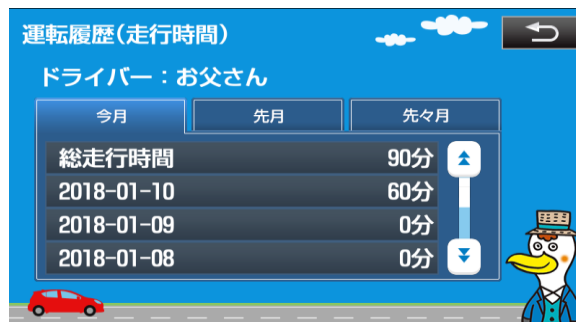 運転履歴(走行時間)
ドライバー：お父さん
今月 先月 先々月
総走行時間 90分
2018-01-10 60分
2018-01-09 0分
2018-01-08 0分